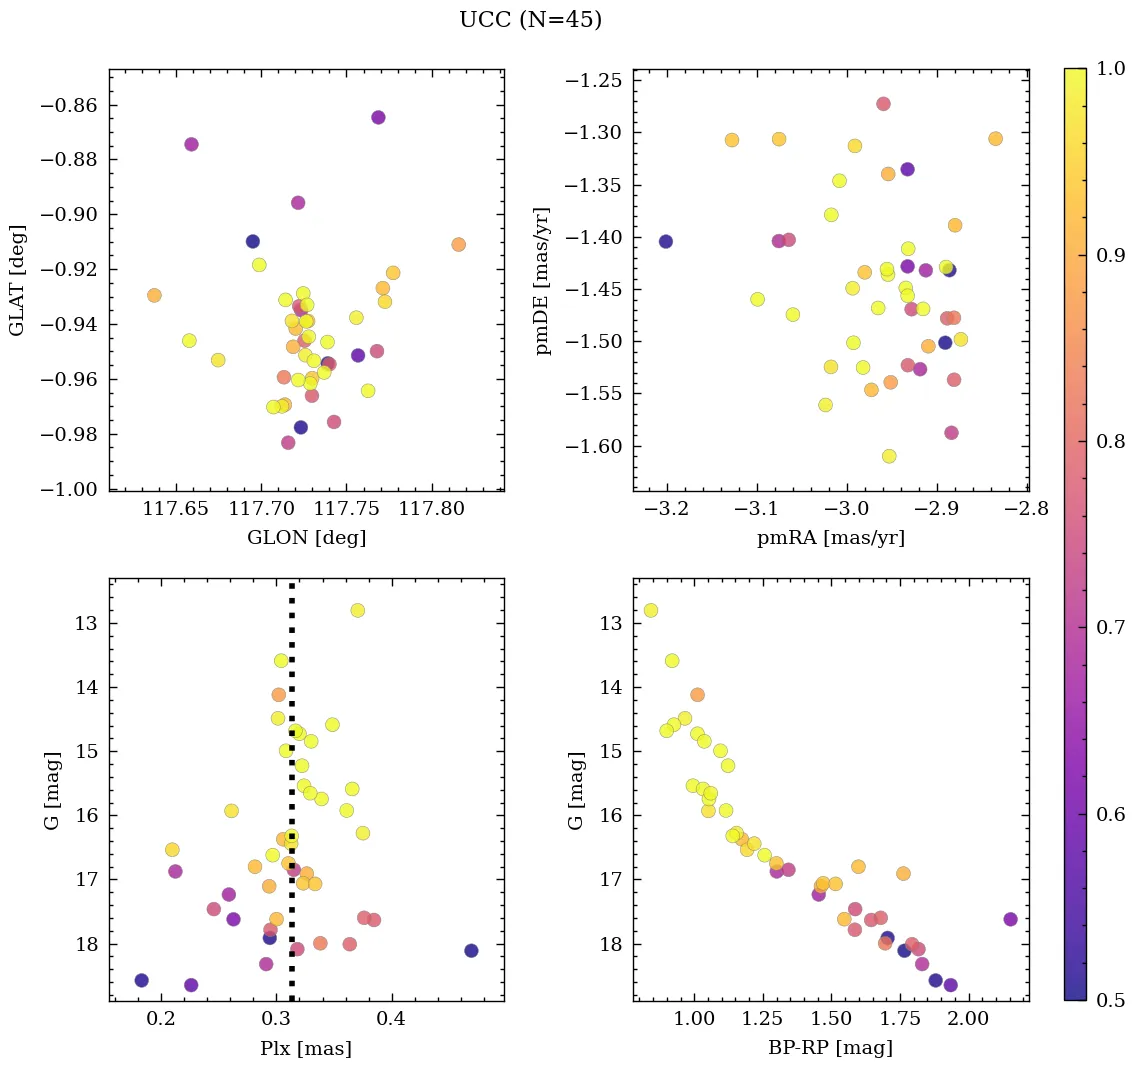 UCC (N=45)
−0.86
−0.88
−0.90
−0.92
−0.94
−0.96
−0.98
−1.00
GLAT [deg]
117.65 117.70 117.75 117.80
GLON [deg]
−1.25
−1.30
−1.35
−1.40
−1.45
−1.50
−1.55
−1.60
pmDE [mas/yr]
−3.2 −3.1 −3.0 −2.9 −2.8
pmRA [mas/yr]
13
14
15
16
17
18
G [mag]
0.2 0.3 0.4
Plx [mas]
13
14
15
16
17
18
G [mag]
1.00 1.25 1.50 1.75 2.00
BP-RP [mag]
1.0
0.9
0.8
0.7
0.6
0.5